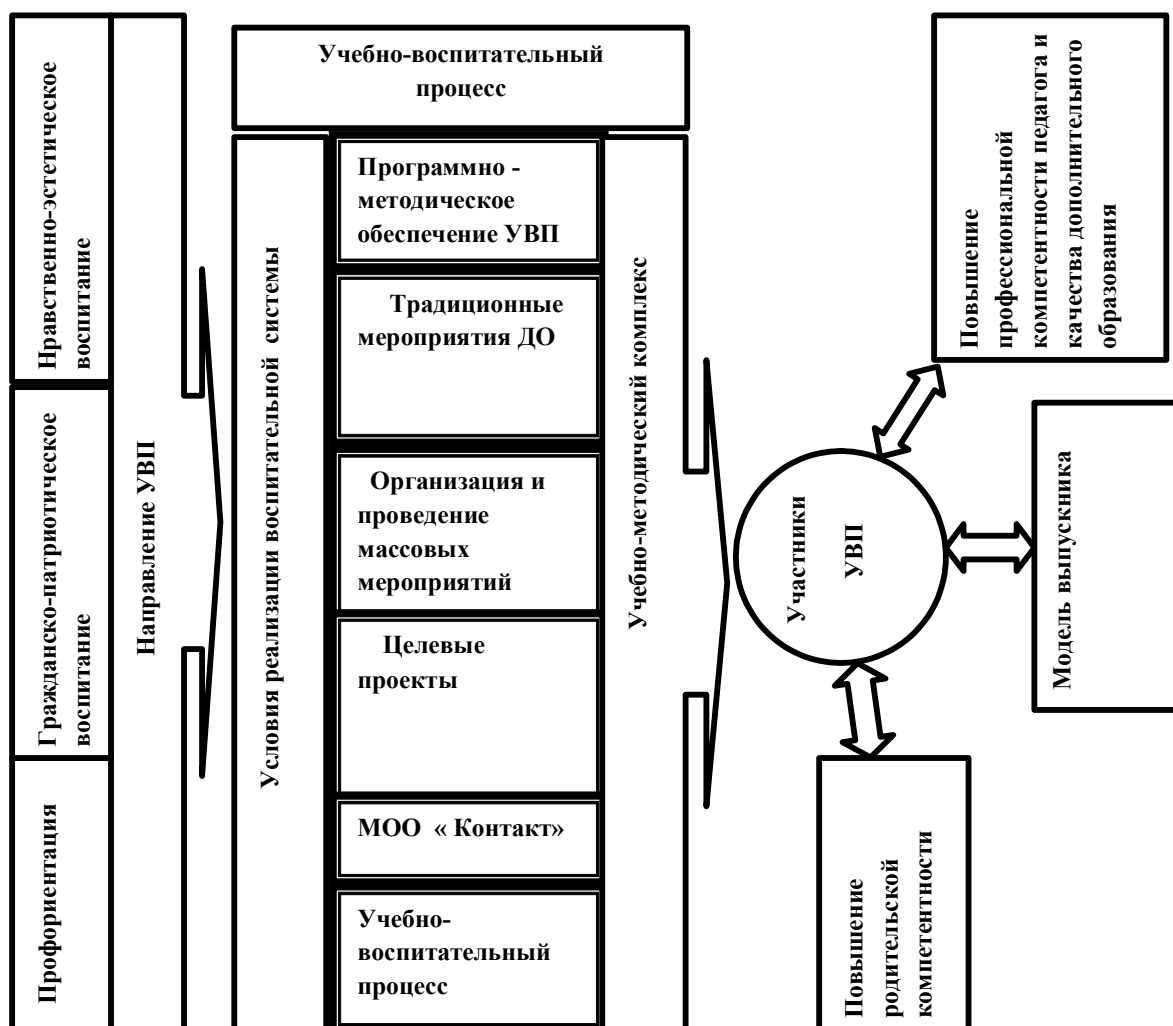 Нравственно-эстетическое
воспитание
Гражданско-патриотическое
воспитание
Профориентация
Направление УВП
Учебно-воспитательный
процесс
Условия реализации воспитательной системы
Программно -
методическое
обеспечение УВП
Традиционные
мероприятия ДО
Организация и
проведение
массовых
мероприятий
Целевые
проекты
МОО « Контакт»
Учебно-
воспитательный
процесс
Учебно-методический комплекс
Участники
УВП
Повышение
профессиональной
компетентности педагога и
качества дополнительного
образования
Модель выпускника
Повышение
родительской
компетентности